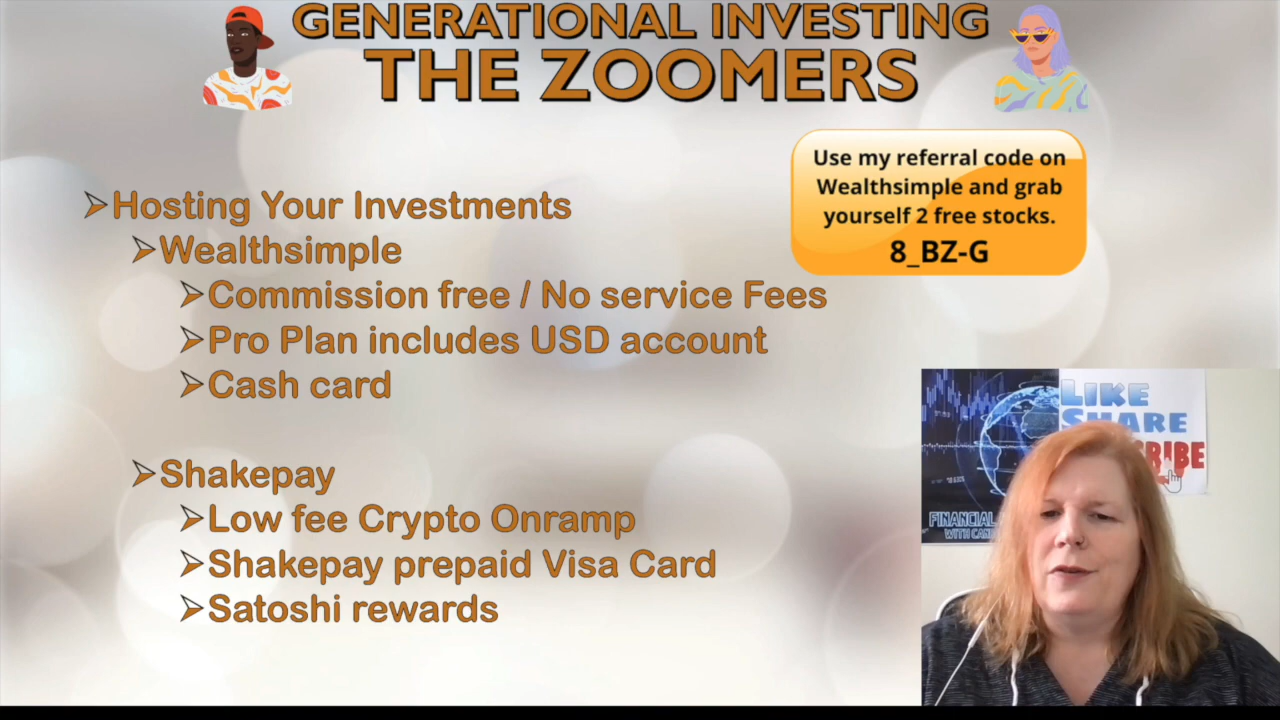 GENERATIONAL INVESTING
THE ZOOMERS
Use my referral code on
Wealthsimple and grab
yourself 2 free stocks.
8_BZ-G
Hosting Your Investments
Wealthsimple
Commission free / No service Fees
Pro Plan includes USD account
Cash card
Shakepay
Low fee Crypto Onramp
Shakepay prepaid Visa Card
Satoshi rewards
LIKE
SHARE
FINANCIAL
WITH